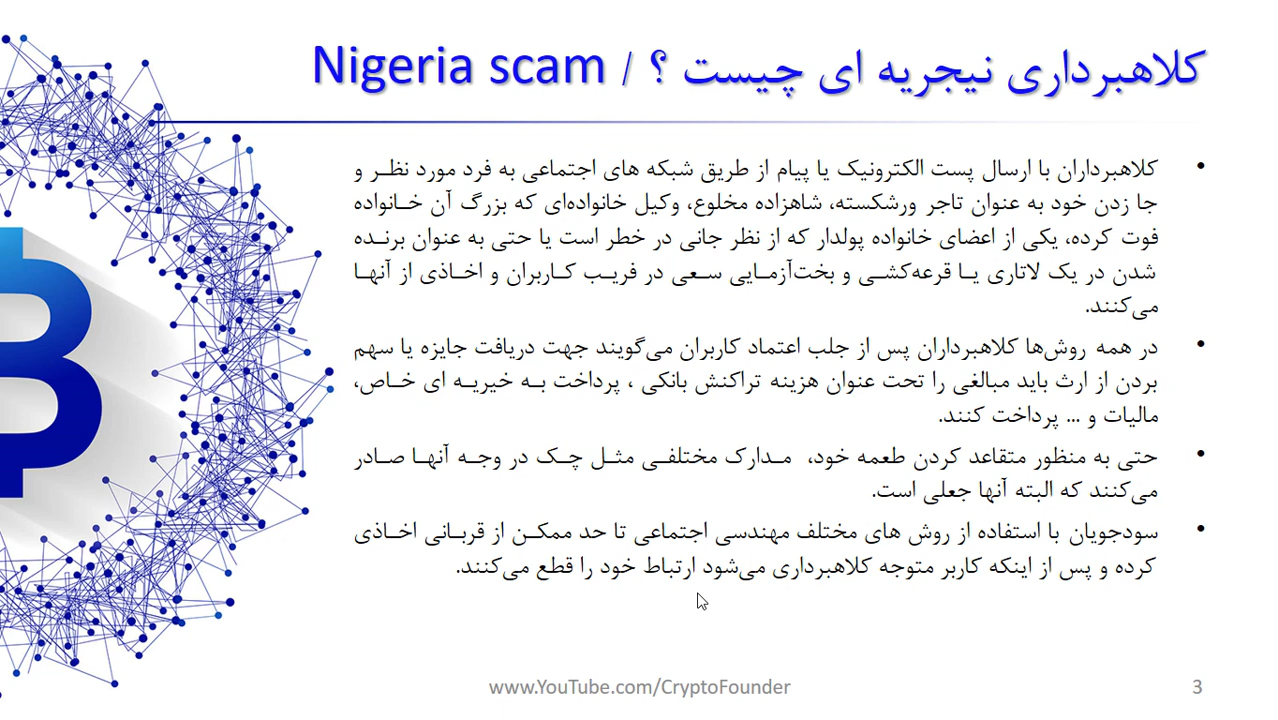 کلاهبرداری نیجریه ای چیست ؟ / Nigeria scam
• کلاهبرداران با ارسال پست الکترونیک یا پیام از طریق شبکه های اجتماعی به فرد مورد نظر و
جا زدن خود به عنوان تاجر ورشکسته، شاهزاده مخلوع، وکیل خانواده‌ای که بزرگ آن خانواده
فوت کرده، یکی از اعضای خانواده پولدار که از نظر جانی در خطر است یا حتی به عنوان برنده
شدن در یک لاتاری یا قرعه‌کشی و بخت‌آزمایی سعی در فریب کاربران و اخاذی از آنها
می‌کنند.
• در همه روش‌ها کلاهبرداران پس از جلب اعتماد کاربران می‌گویند جهت دریافت جایزه یا سهم
بردن از ارث باید مبالغی را تحت عنوان هزینه تراکنش بانکی ، پرداخت به خیریه ای خاص،
مالیات و ... پرداخت کنند.
• حتی به منظور متقاعد کردن طعمه خود، مدارک مختلفی مثل چک در وجه آنها صادر
می‌کنند که البته آنها جعلی است.
• سودجویان با استفاده از روش های مختلف مهندسی اجتماعی تا حد ممکن از قربانی اخاذی
کرده و پس از اینکه کاربر متوجه کلاهبرداری می‌شود ارتباط خود را قطع می‌کنند.
www.YouTube.com/CryptoFounder
3